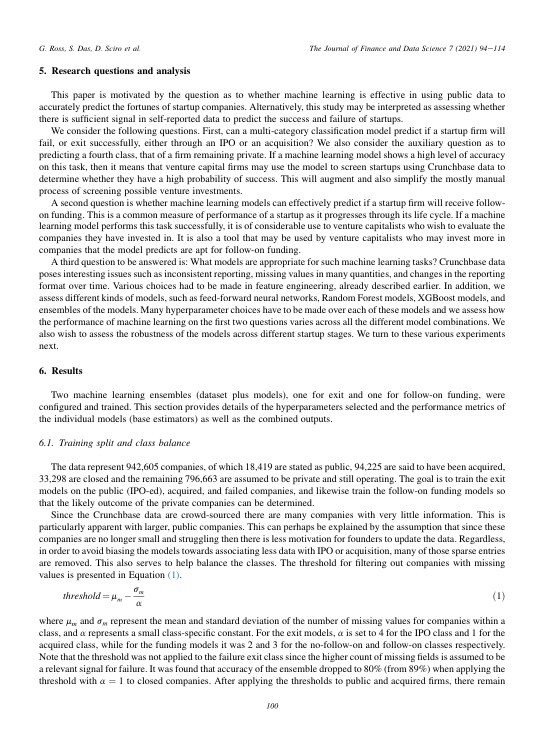 G. Ross, S. Das, D. Sciro et al.
The Journal of Finance and Data Science 7 (2021) 94–114
5. Research questions and analysis
This paper is motivated by the question as to whether machine learning is effective in using public data to
accurately predict the fortunes of startup companies. Alternatively, this study may be interpreted as assessing whether
there is sufficient signal in self-reported data to predict the success and failure of startups.
We consider the following questions. First, can a multi-category classification model predict if a startup firm will
fail, or exit successfully, either through an IPO or an acquisition? We also consider the auxiliary question as to
predicting a fourth class, that of a firm remaining private. If a machine learning model shows a high level of accuracy
on this task, then it means that venture capital firms may use the model to screen startups using Crunchbase data to
determine whether they have a high probability of success. This will augment and also simplify the mostly manual
process of screening possible venture investments.
A second question is whether machine learning models can effectively predict if a startup firm will receive follow-
on funding. This is a common measure of performance of a startup as it progresses through its life cycle. If a machine
learning model performs this task successfully, it is of considerable use to venture capitalists who wish to evaluate the
companies they have invested in. It is also a tool that may be used by venture capitalists who may invest more in
companies that the model predicts are apt for follow-on funding.
A third question to be answered is: What models are appropriate for such machine learning tasks? Crunchbase data
poses interesting issues such as inconsistent reporting, missing values in many quantities, and changes in the reporting
format over time. Various choices had to be made in feature engineering, already described earlier. In addition, we
assess different kinds of models, such as feed-forward neural networks, Random Forest models, XGBoost models, and
ensembles of the models. Many hyperparameter choices have to be made over each of these models and we assess how
the performance of machine learning on the first two questions varies across all the different model combinations. We
also wish to assess the robustness of the models across different startup stages. We turn to these various experiments
next.
6. Results
Two machine learning ensembles (dataset plus models), one for exit and one for follow-on funding, were
configured and trained. This section provides details of the hyperparameters selected and the performance metrics of
the individual models (base estimators) as well as the combined outputs.
6.1. Training split and class balance
The data represent 942,605 companies, of which 18,419 are stated as public, 94,225 are said to have been acquired,
33,298 are closed and the remaining 796,663 are assumed to be private and still operating. The goal is to train the exit
models on the public (IPO-ed), acquired, and failed companies, and likewise train the follow-on funding models so
that the likely outcome of the private companies can be determined.
Since the Crunchbase data are crowd-sourced there are many companies with very little information. This is
particularly apparent with larger, public companies. This can perhaps be explained by the assumption that since these
companies are no longer small and struggling then there is less motivation for founders to update the data. Regardless,
in order to avoid biasing the models towards associating less data with IPO or acquisition, many of those sparse entries
are removed. This also serves to help balance the classes. The threshold for filtering out companies with missing
values is presented in Equation (1).
threshold = μm − σm/α (1)
where μm and σm represent the mean and standard deviation of the number of missing values for companies within a
class, and α represents a small class-specific constant. For the exit models, α is set to 4 for the IPO class and 1 for the
acquired class, while for the funding models it was 2 and 3 for the no-follow-on and follow-on classes respectively.
Note that the threshold was not applied to the failure exit class since the higher count of missing fields is assumed to be
a relevant signal for failure. It was found that accuracy of the ensemble dropped to 80% (from 89%) when applying the
threshold with α = 1 to closed companies. After applying the thresholds to public and acquired firms, there remain
100